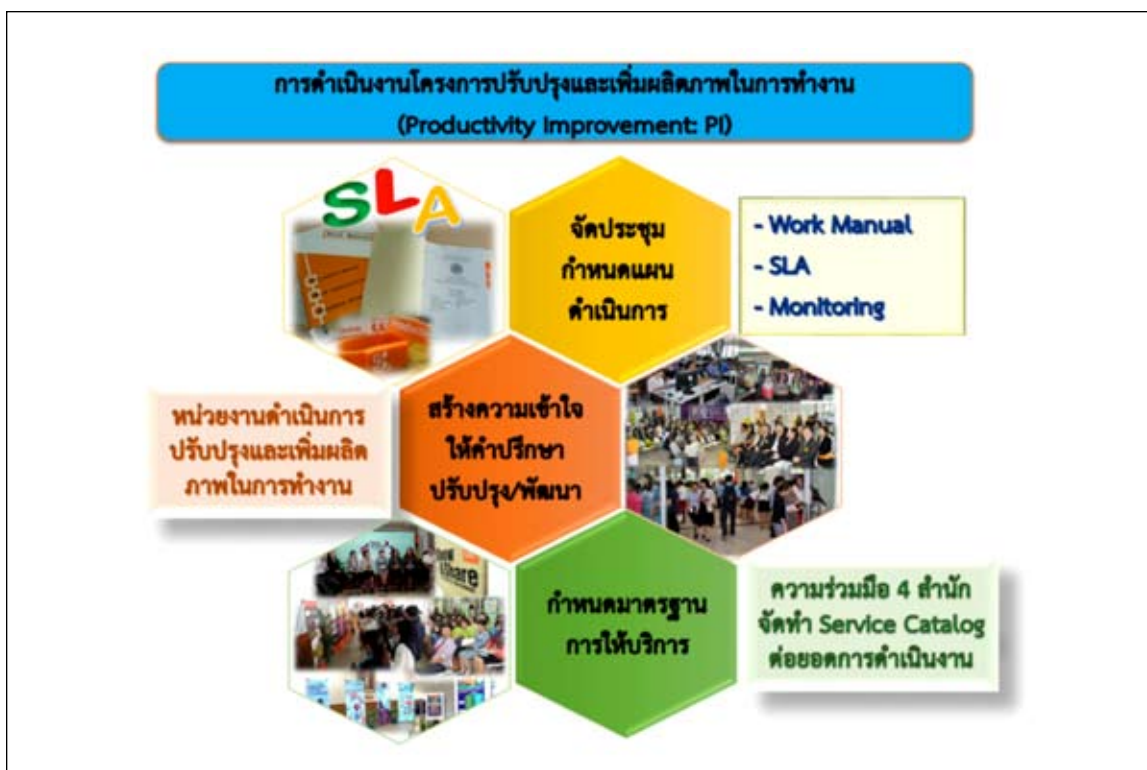 การดำเนินงานโครงการปรับปรุงและเพิ่มผลิตภาพในการทำงาน
(Productivity Improvement: PI)
SLA
จัดประชุม
กำหนดแผน
ดำเนินการ
- Work Manual
- SLA
- Monitoring
หน่วยงานดำเนินการ
ปรับปรุงและเพิ่มผลิต
ภาพในการทำงาน
สร้างความเข้าใจ
ให้คำปรึกษา
ปรับปรุง/พัฒนา
กำหนดมาตรฐาน
การให้บริการ
ความร่วมมือ 4 สำนัก
จัดทำ Service Catalog
ต่อยอดการดำเนินงาน